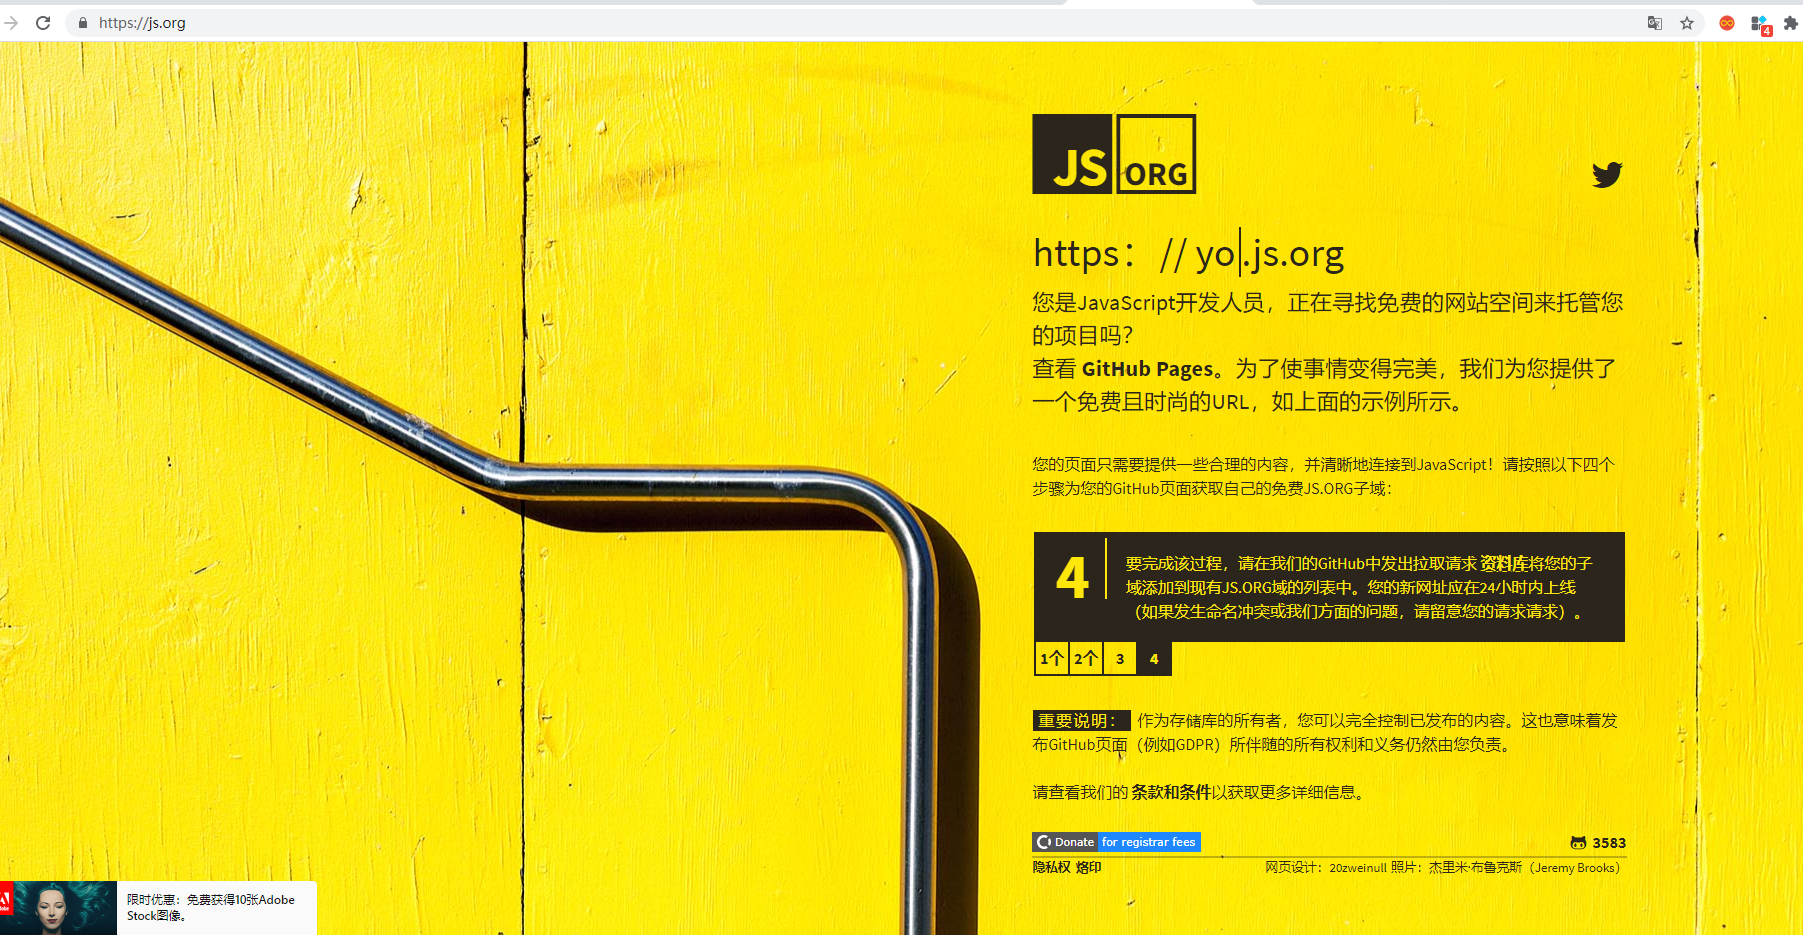 https://js.org
4
JS
ORG
https： // yo .js.org
您是JavaScript开发人员，正在寻找免费的网站空间来托管您
的项目吗？
查看 GitHub Pages。为了使事情变得完美，我们为您提供了
一个免费且时尚的URL，如上面的示例所示。
您的页面只需要提供一些合理的内容，并清晰地连接到JavaScript！请按照以下四个
步骤为您的GitHub页面获取自己的免费JS.ORG子域：
4
要完成该过程，请在我们的GitHub中发出拉取请求 资料库将您的子
域添加到现有JS.ORG域的列表中。您的新网址应在24小时内上线
（如果发生命名冲突或我们方面的问题，请留意您的请求请求）。
1个 2个 3 4
重要说明： 作为存储库的所有者，您可以完全控制已发布的内容。这也意味着发
布GitHub页面（例如GDPR）所伴随的所有权利和义务仍然由您负责。
请查看我们的 条款和条件以获取更多详细信息。
Donate for registrar fees 3583
隐私权 烙印 网页设计：20zweinull 照片：杰里米·布鲁克斯（Jeremy Brooks）
限时优惠：免费获得10张Adobe
Stock图像。